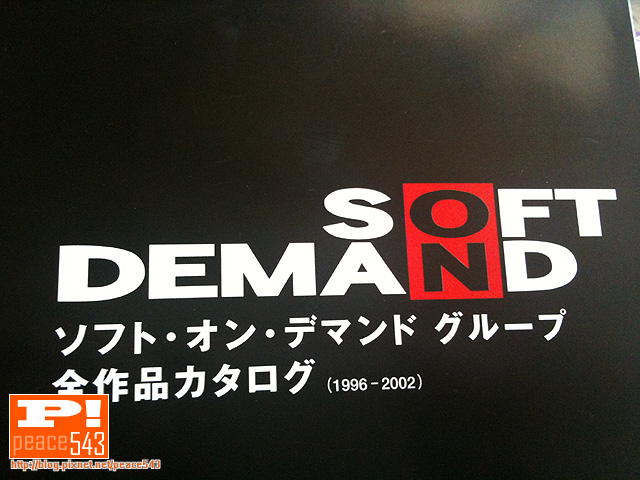 SOFT
DEMAND
ソフト・オン・デマンド グループ
全作品カタログ (1996-2002)
P!
peace543
http://blog.pixnet.net/peace543